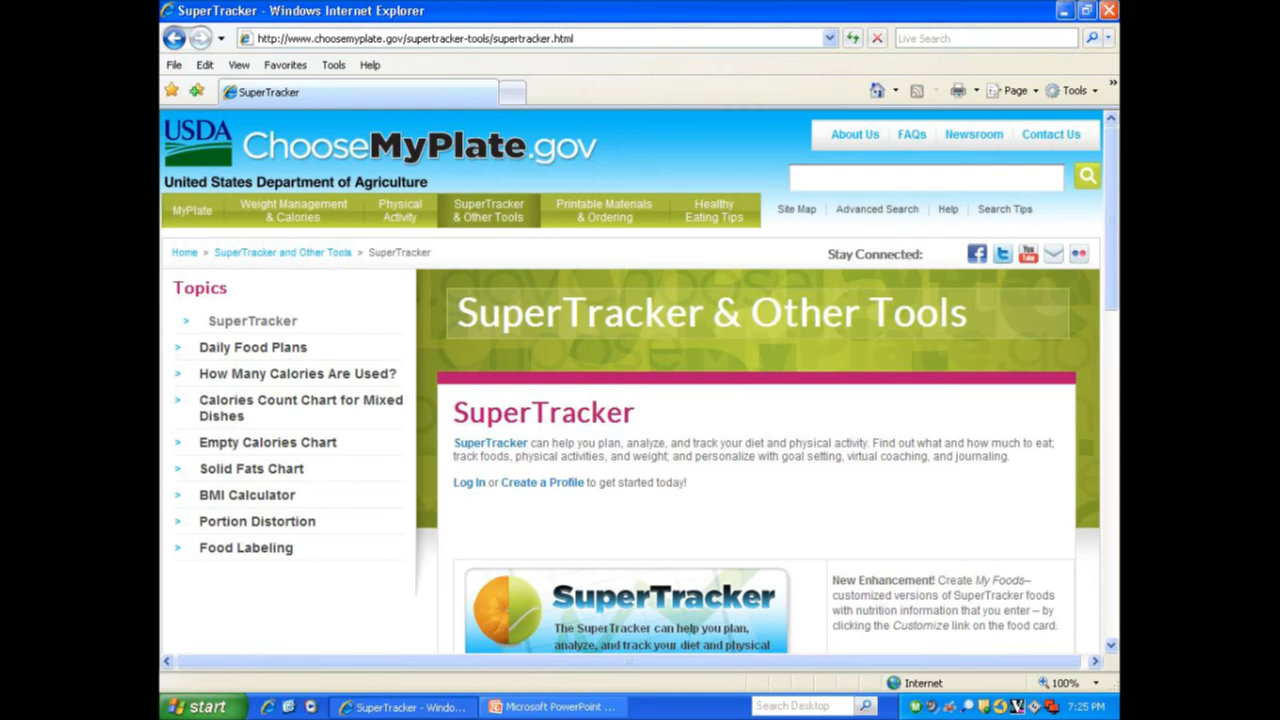 SuperTracker - Windows Internet Explorer
http://www.choosemyplate.gov/supertracker-tools/supertracker.html
Live Search
File Edit View Favorites Tools Help
SuperTracker
Page Tools
USDA ChooseMyPlate.gov
United States Department of Agriculture
About Us FAQs Newsroom Contact Us
MyPlate
Weight Management & Calories
Physical Activity
SuperTracker & Other Tools
Printable Materials & Ordering
Healthy Eating Tips
Site Map Advanced Search Help Search Tips
Home > SuperTracker and Other Tools > SuperTracker
Stay Connected:
You Tube
Topics
> SuperTracker
> Daily Food Plans
> How Many Calories Are Used?
> Calories Count Chart for Mixed
Dishes
> Empty Calories Chart
> Solid Fats Chart
> BMI Calculator
> Portion Distortion
> Food Labeling
SuperTracker & Other Tools
SuperTracker
SuperTracker can help you plan, analyze, and track your diet and physical activity. Find out what and how much to eat;
track foods, physical activities, and weight; and personalize with goal setting, virtual coaching, and journaling.
Log In or Create a Profile to get started today!
SuperTracker
The SuperTracker can help you plan,
analyze, and track your diet and physical
New Enhancement! Create My Foods–
customized versions of SuperTracker foods
with nutrition information that you enter – by
clicking the Customize link on the food card.
Internet
100%
start
SuperTracker - Windo...
Microsoft PowerPoint ...
Search Desktop
7:25 PM